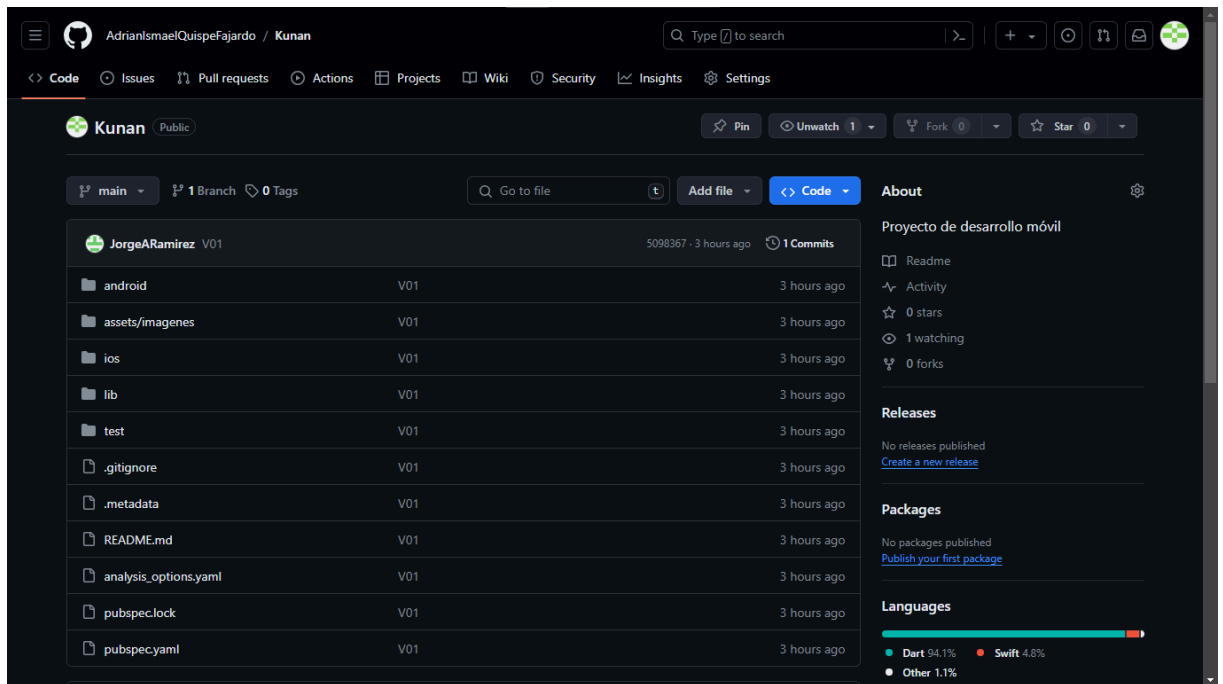 AdrianIsmaelQuispeFajardo / Kunan
Type / to search
Code Issues Pull requests Actions Projects Wiki Security Insights Settings
Kunan Public
Pin Unwatch 1 Fork 0 Star 0
main 1 Branch 0 Tags
Go to file t Add file Code
JorgeARamirez V01 5098367 · 3 hours ago 1 Commits
android V01 3 hours ago
assets/imagenes V01 3 hours ago
ios V01 3 hours ago
lib V01 3 hours ago
test V01 3 hours ago
.gitignore V01 3 hours ago
.metadata V01 3 hours ago
README.md V01 3 hours ago
analysis_options.yaml V01 3 hours ago
pubspec.lock V01 3 hours ago
pubspec.yaml V01 3 hours ago
About
Proyecto de desarrollo móvil
Readme
Activity
0 stars
1 watching
0 forks
Releases
No releases published
Create a new release
Packages
No packages published
Publish your first package
Languages
Dart 94.1% Swift 4.8%
Other 1.1%